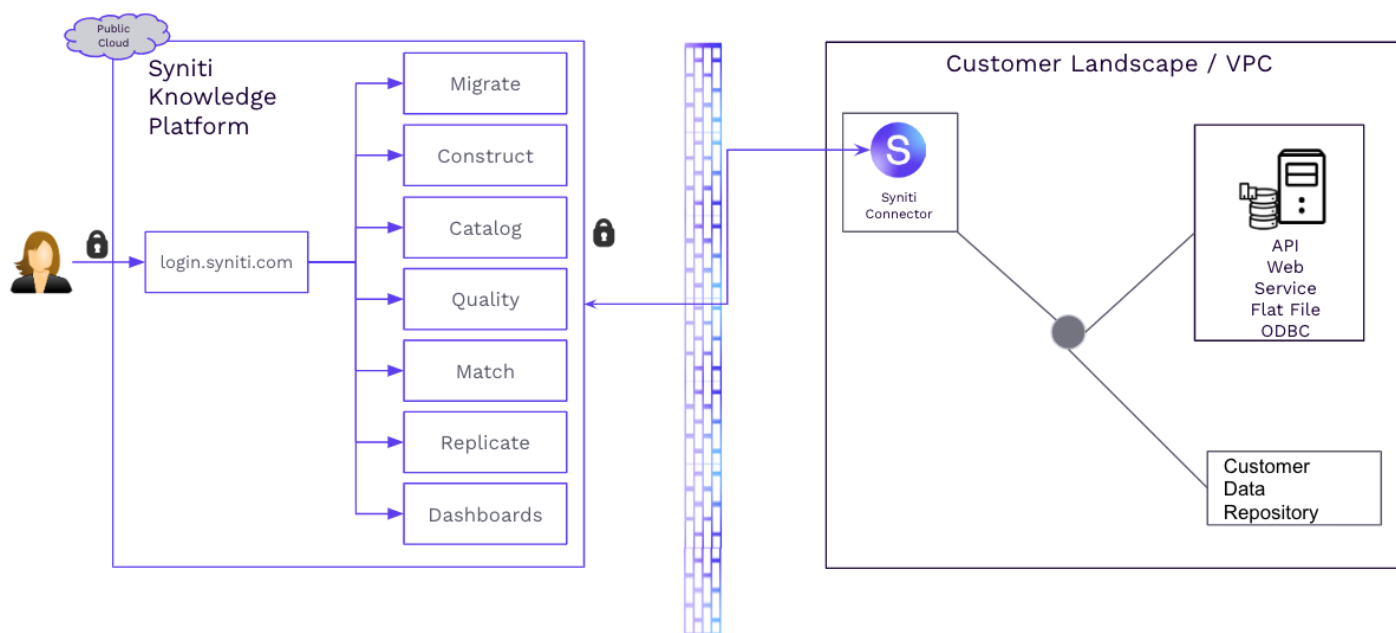 Public
Cloud
Syniti
Knowledge
Platform
login.syniti.com
Migrate
Construct
Catalog
Quality
Match
Replicate
Dashboards
Customer Landscape / VPC
S
Syniti
Connector
API
Web
Service
Flat File
ODBC
Customer
Data
Repository